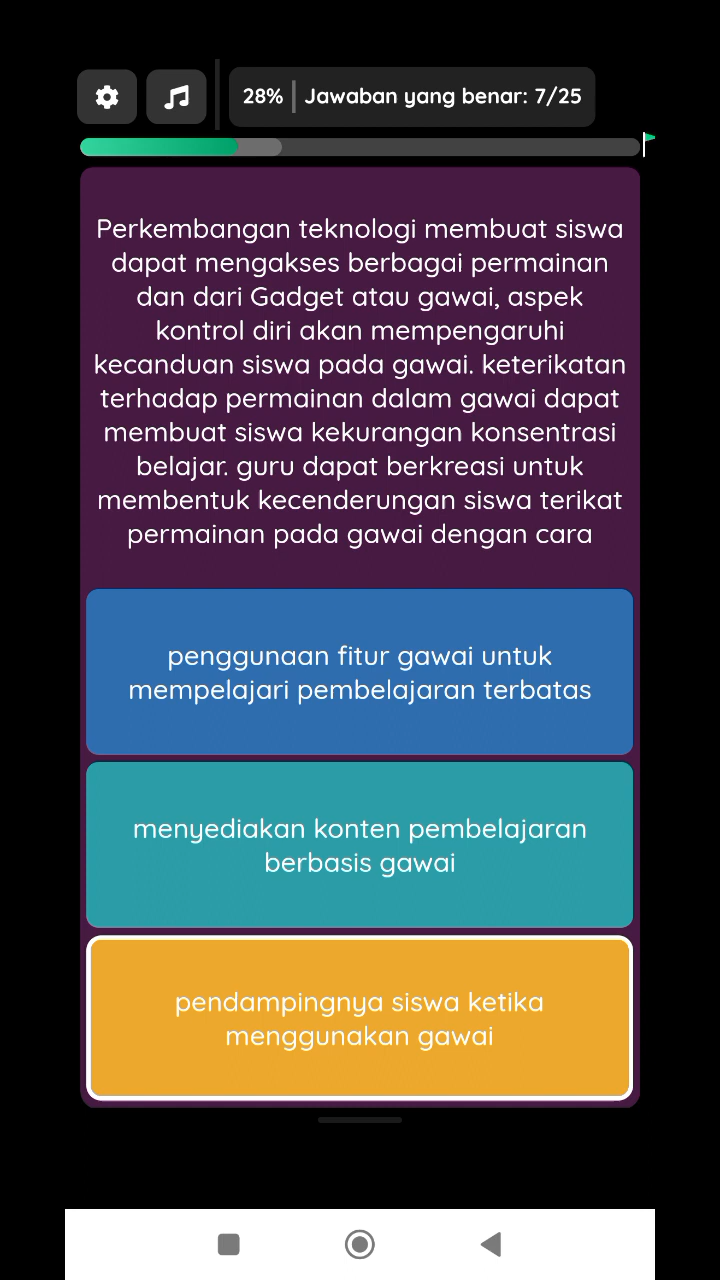 28% | Jawaban yang benar: 7/25
Perkembangan teknologi membuat siswa
dapat mengakses berbagai permainan
dan dari Gadget atau gawai, aspek
kontrol diri akan mempengaruhi
kecanduan siswa pada gawai. keterikatan
terhadap permainan dalam gawai dapat
membuat siswa kekurangan konsentrasi
belajar. guru dapat berkreasi untuk
membentuk kecenderungan siswa terikat
permainan pada gawai dengan cara
penggunaan fitur gawai untuk
mempelajari pembelajaran terbatas
menyediakan konten pembelajaran
berbasis gawai
pendampingnya siswa ketika
menggunakan gawai